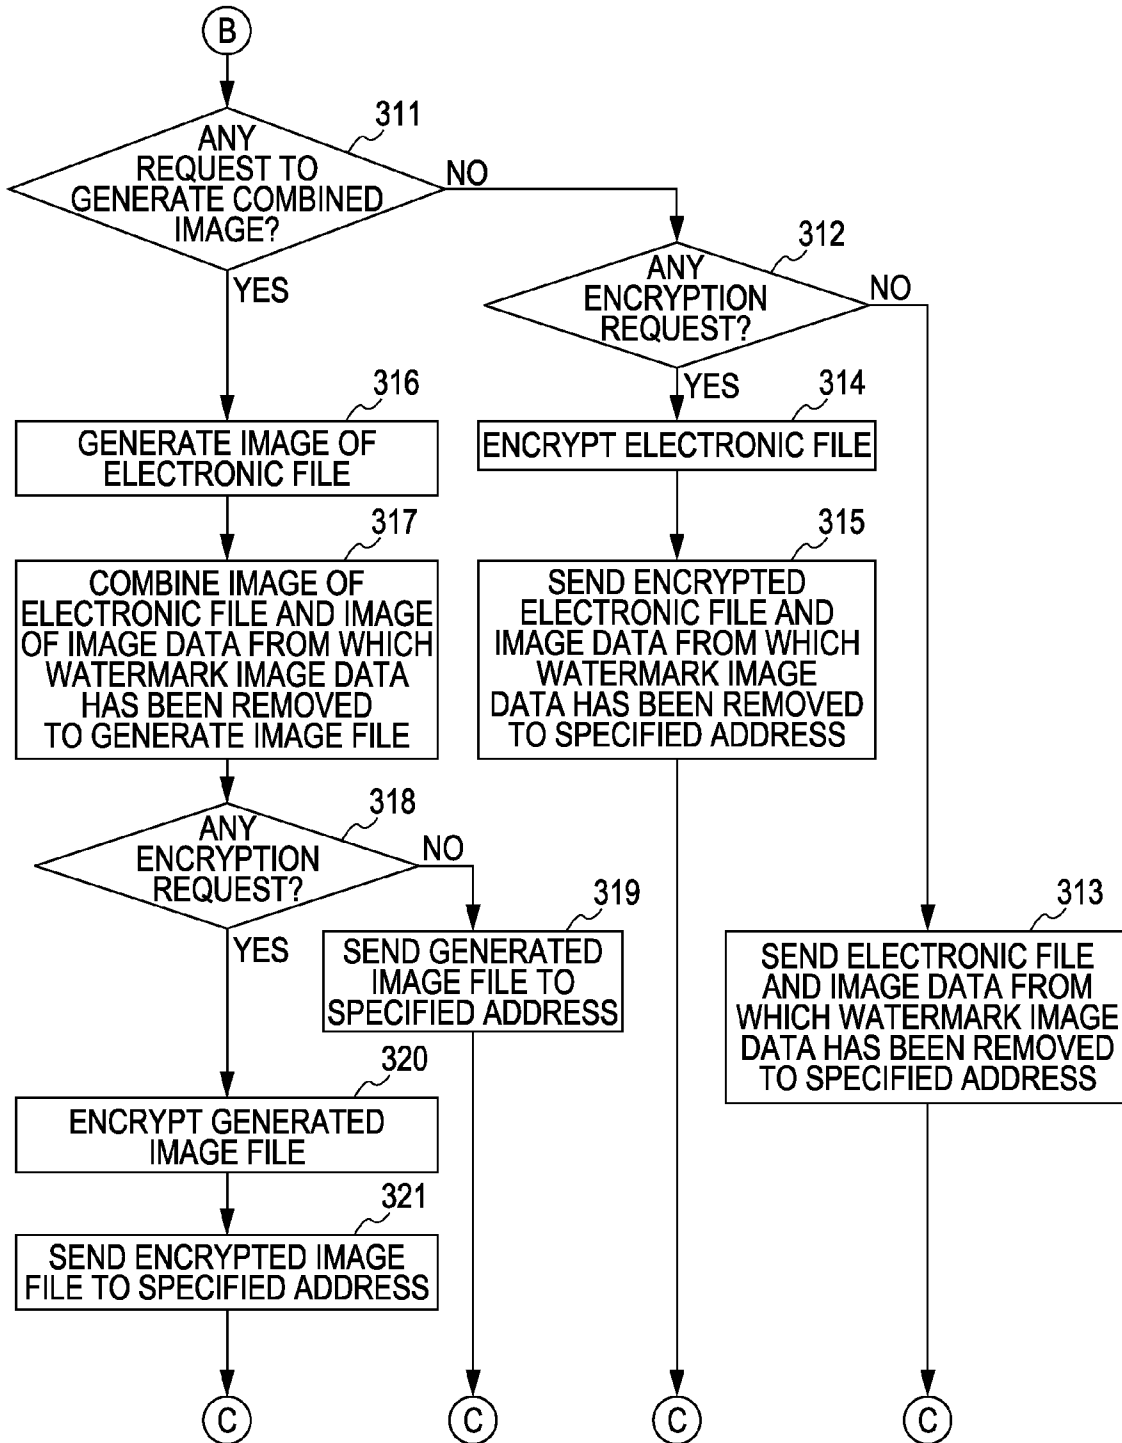 B
311
ANY
REQUEST TO
GENERATE COMBINED
IMAGE?
NO
YES
312
ANY
ENCRYPTION
REQUEST?
NO
YES
316
GENERATE IMAGE OF
ELECTRONIC FILE
314
ENCRYPT ELECTRONIC FILE
317
COMBINE IMAGE OF
ELECTRONIC FILE AND IMAGE
OF IMAGE DATA FROM WHICH
WATERMARK IMAGE DATA
HAS BEEN REMOVED
TO GENERATE IMAGE FILE
315
SEND ENCRYPTED
ELECTRONIC FILE AND
IMAGE DATA FROM WHICH
WATERMARK IMAGE
DATA HAS BEEN REMOVED
TO SPECIFIED ADDRESS
318
ANY
ENCRYPTION
REQUEST?
NO
YES
319
SEND GENERATED
IMAGE FILE TO
SPECIFIED ADDRESS
313
SEND ELECTRONIC FILE
AND IMAGE DATA FROM
WHICH WATERMARK IMAGE
DATA HAS BEEN REMOVED
TO SPECIFIED ADDRESS
320
ENCRYPT GENERATED
IMAGE FILE
321
SEND ENCRYPTED IMAGE
FILE TO SPECIFIED ADDRESS
C
C
C
C